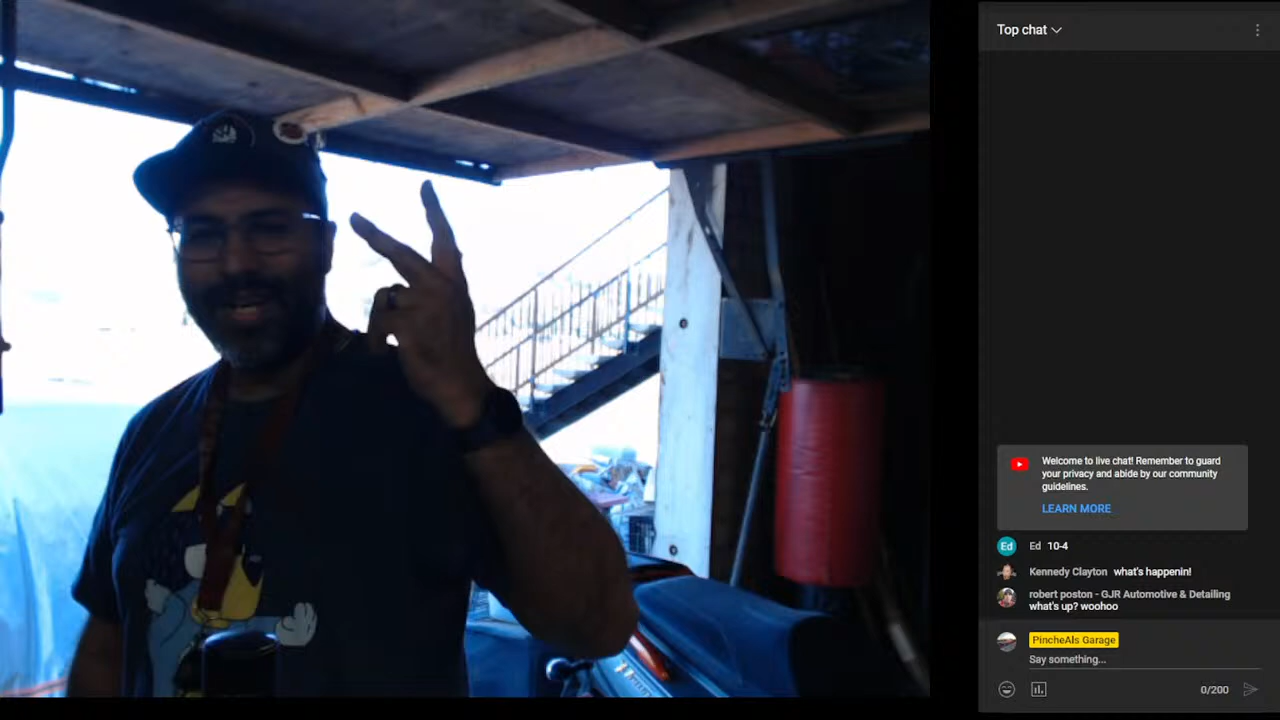 Top chat
Welcome to live chat! Remember to guard
your privacy and abide by our community
guidelines.
LEARN MORE
Ed
Ed 10-4
Kennedy Clayton what's happenin!
robert poston - GJR Automotive & Detailing
what's up? woohoo
PincheAls Garage
Say something...
0/200